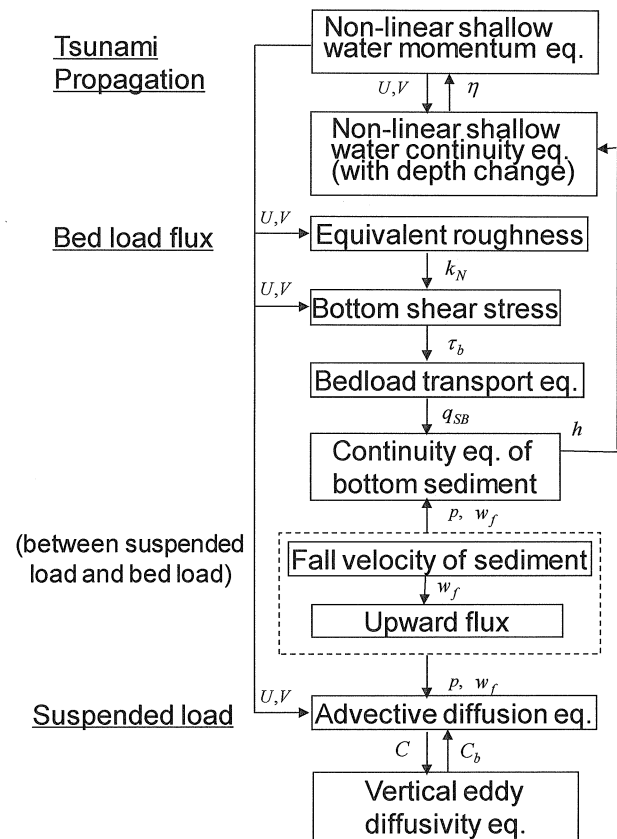 Tsunami
Propagation
Non-linear shallow
water momentum eq.
U,V
η
Non-linear shallow
water continuity eq.
(with depth change)
Bed load flux
U,V
Equivalent roughness
k_N
U,V
Bottom shear stress
τ_b
Bedload transport eq.
q_SB
h
Continuity eq. of
bottom sediment
p, w_f
(between suspended
load and bed load)
Fall velocity of sediment
w_f
Upward flux
p, w_f
Suspended load
U,V
Advective diffusion eq.
C
C_b
Vertical eddy
diffusivity eq.